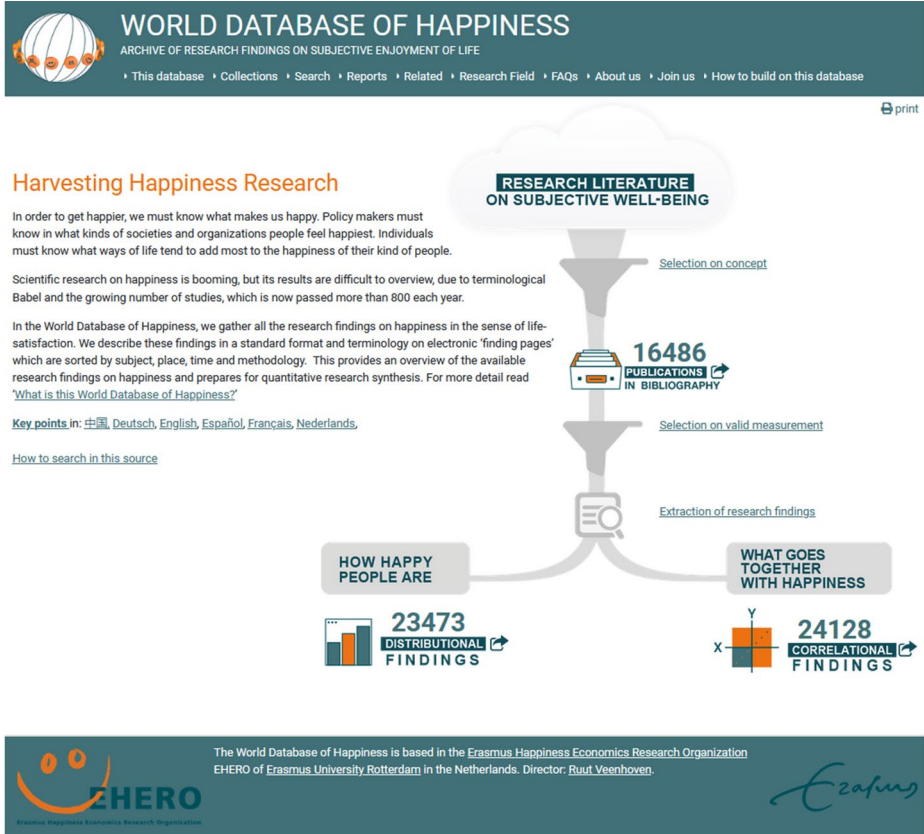 WORLD DATABASE OF HAPPINESS
ARCHIVE OF RESEARCH FINDINGS ON SUBJECTIVE ENJOYMENT OF LIFE
This database Collections Search Reports Related Research Field FAQs About us Join us How to build on this database
print
Harvesting Happiness Research
In order to get happier, we must know what makes us happy. Policy makers must
know in what kinds of societies and organizations people feel happiest. Individuals
must know what ways of life tend to add most to the happiness of their kind of people.
Scientific research on happiness is booming, but its results are difficult to overview, due to terminological
Babel and the growing number of studies, which is now passed more than 800 each year.
In the World Database of Happiness, we gather all the research findings on happiness in the sense of life-
satisfaction. We describe these findings in a standard format and terminology on electronic 'finding pages'
which are sorted by subject, place, time and methodology. This provides an overview of the available
research findings on happiness and prepares for quantitative research synthesis. For more detail read
'What is this World Database of Happiness?'
Key points in: 中国, Deutsch, English, Español, Français, Nederlands,
How to search in this source
RESEARCH LITERATURE
ON SUBJECTIVE WELL-BEING
Selection on concept
16486
PUBLICATIONS
IN BIBLIOGRAPHY
Selection on valid measurement
Extraction of research findings
HOW HAPPY
PEOPLE ARE
23473
DISTRIBUTIONAL
FINDINGS
WHAT GOES
TOGETHER
WITH HAPPINESS
Y
X
24128
CORRELATIONAL
FINDINGS
EHERO
Erasmus Happiness Economics Research Organization
The World Database of Happiness is based in the Erasmus Happiness Economics Research Organization
EHERO of Erasmus University Rotterdam in the Netherlands. Director: Ruut Veenhoven.
Erasmus